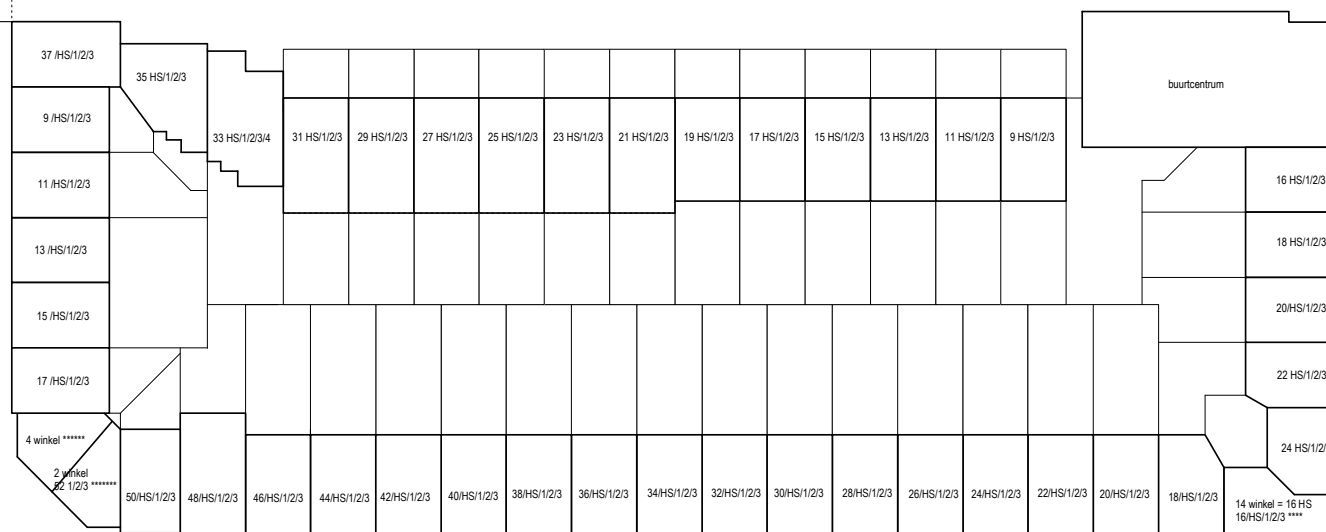 37 /HS/1/2/3
35 HS/1/2/3
buurtcentrum
9 /HS/1/2/3
33 HS/1/2/3/4
31 HS/1/2/3
29 HS/1/2/3
27 HS/1/2/3
25 HS/1/2/3
23 HS/1/2/3
21 HS/1/2/3
19 HS/1/2/3
17 HS/1/2/3
15 HS/1/2/3
13 HS/1/2/3
11 HS/1/2/3
9 HS/1/2/3
11 /HS/1/2/3
16 HS/1/2/3
13 /HS/1/2/3
18 HS/1/2/3
15 /HS/1/2/3
20/HS/1/2/3
17 /HS/1/2/3
22 HS/1/2/3
4 winkel ******
24 HS/1/2/
2 winkel
52 1/2/3 *******
50/HS/1/2/3
48/HS/1/2/3
46/HS/1/2/3
44/HS/1/2/3
42/HS/1/2/3
40/HS/1/2/3
38/HS/1/2/3
36/HS/1/2/3
34/HS/1/2/3
32/HS/1/2/3
30/HS/1/2/3
28/HS/1/2/3
26/HS/1/2/3
24/HS/1/2/3
22/HS/1/2/3
20/HS/1/2/3
18/HS/1/2/3
14 winkel = 16 HS
16/HS/1/2/3 ****